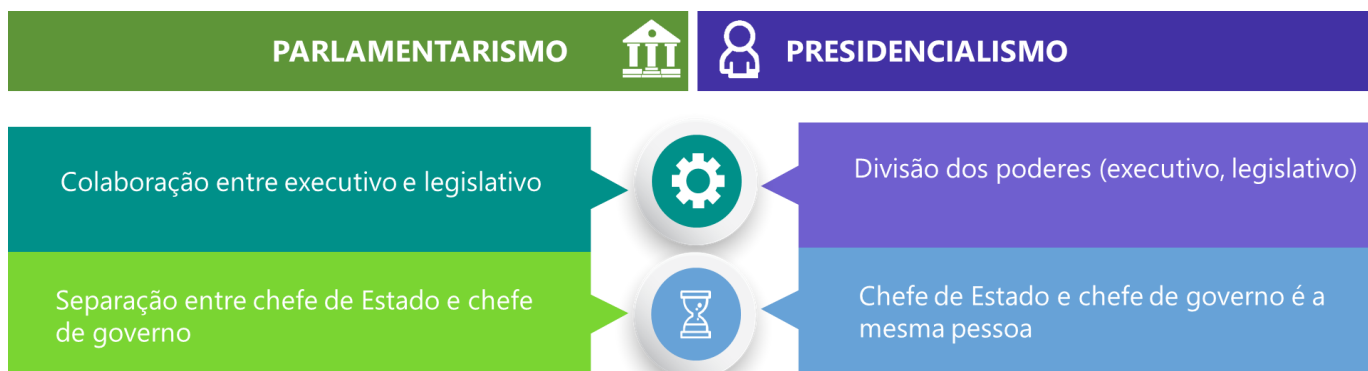 PARLAMENTARISMO
PRESIDENCIALISMO
Colaboração entre executivo e legislativo
Divisão dos poderes (executivo, legislativo)
Separação entre chefe de Estado e chefe
de governo
Chefe de Estado e chefe de governo é a
mesma pessoa